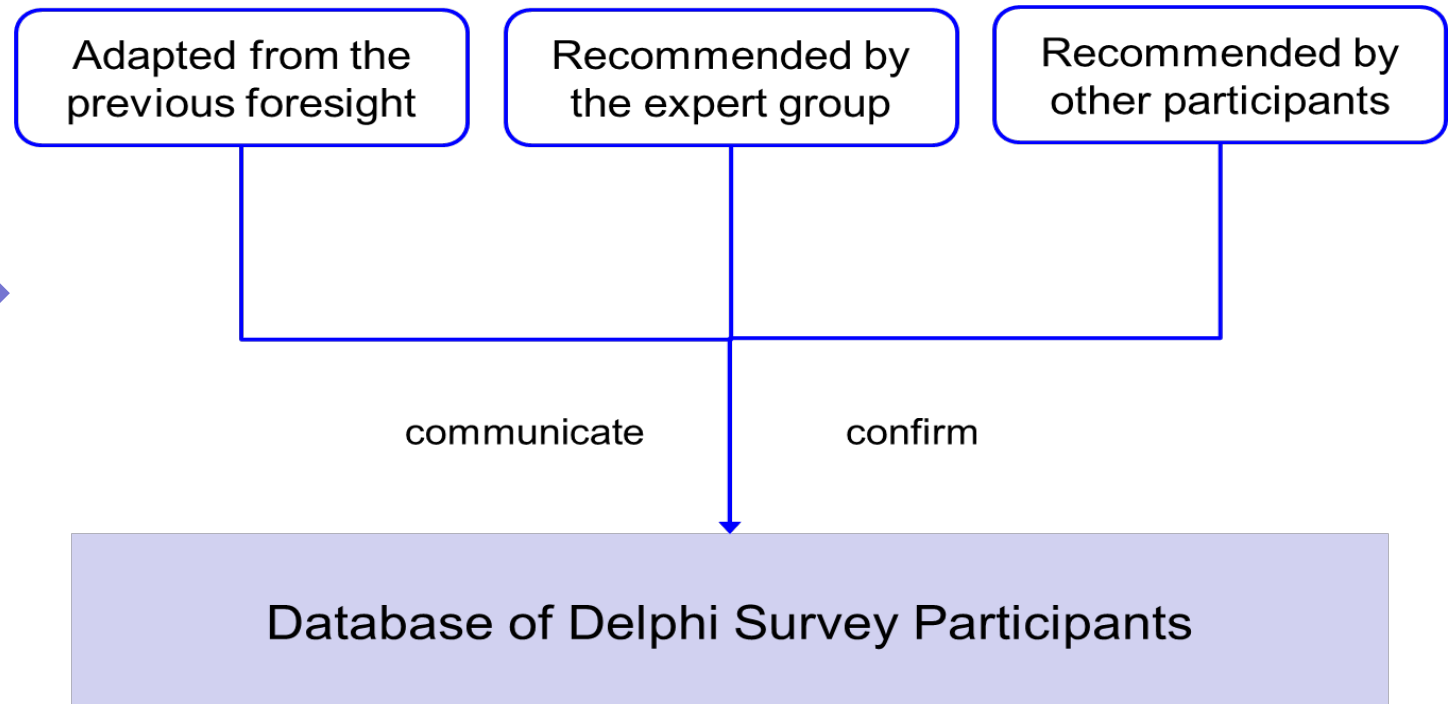 Adapted from the
previous foresight
Recommended by
the expert group
Recommended by
other participants
communicate
confirm
Database of Delphi Survey Participants